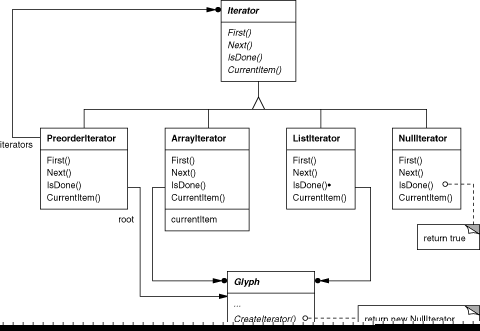 Iterator
First()
Next()
IsDone()
CurrentItem()
iterators
PreorderIterator
First()
Next()
IsDone()
CurrentItem()
ArrayIterator
First()
Next()
IsDone()
CurrentItem()
currentItem
ListIterator
First()
Next()
IsDone()
CurrentItem()
NullIterator
First()
Next()
IsDone()
CurrentItem()
root
return true
Glyph
...
CreateIterator()
return new NullIterator